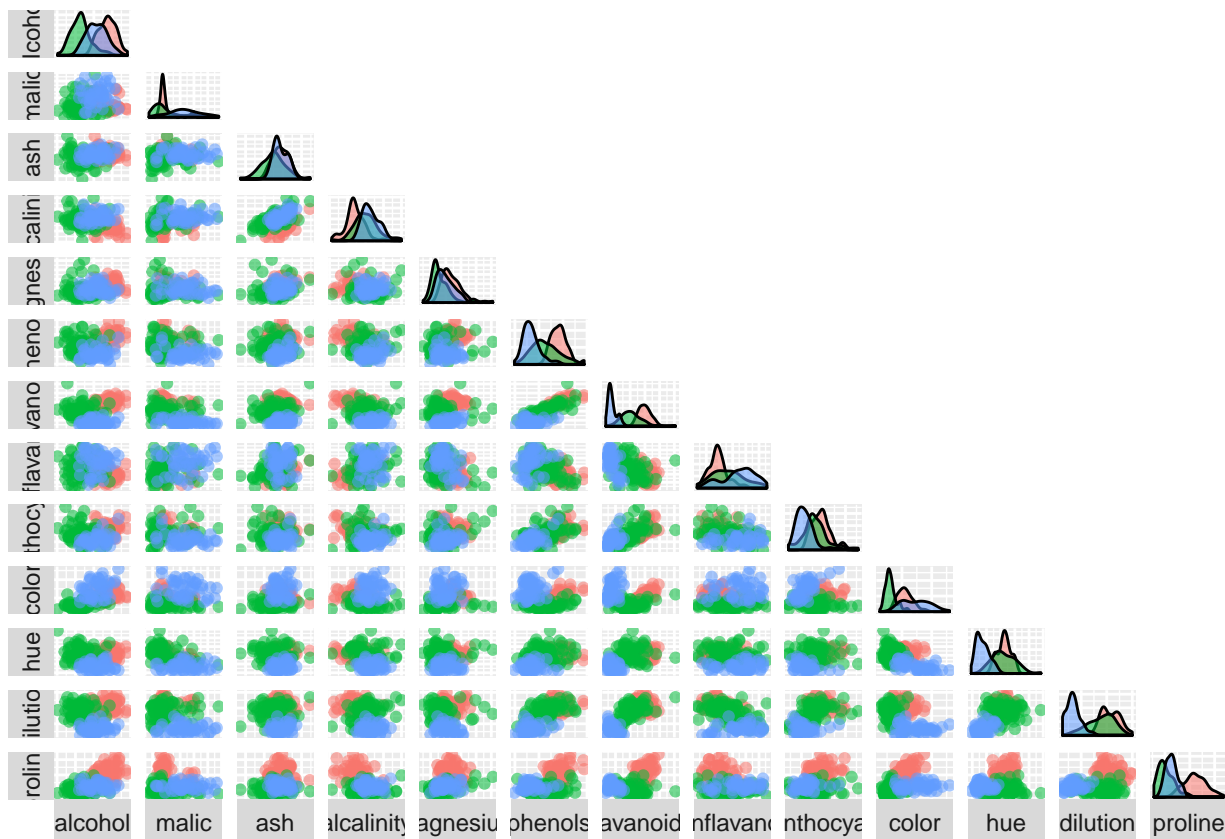 lcoho
malic
ash
calini
gnes
heno
vano
flava
thocy
color
hue
ilutio
rolin
alcohol malic ash alcalinity agnesiu phenols avanoid nflavano nthocya color hue dilution proline